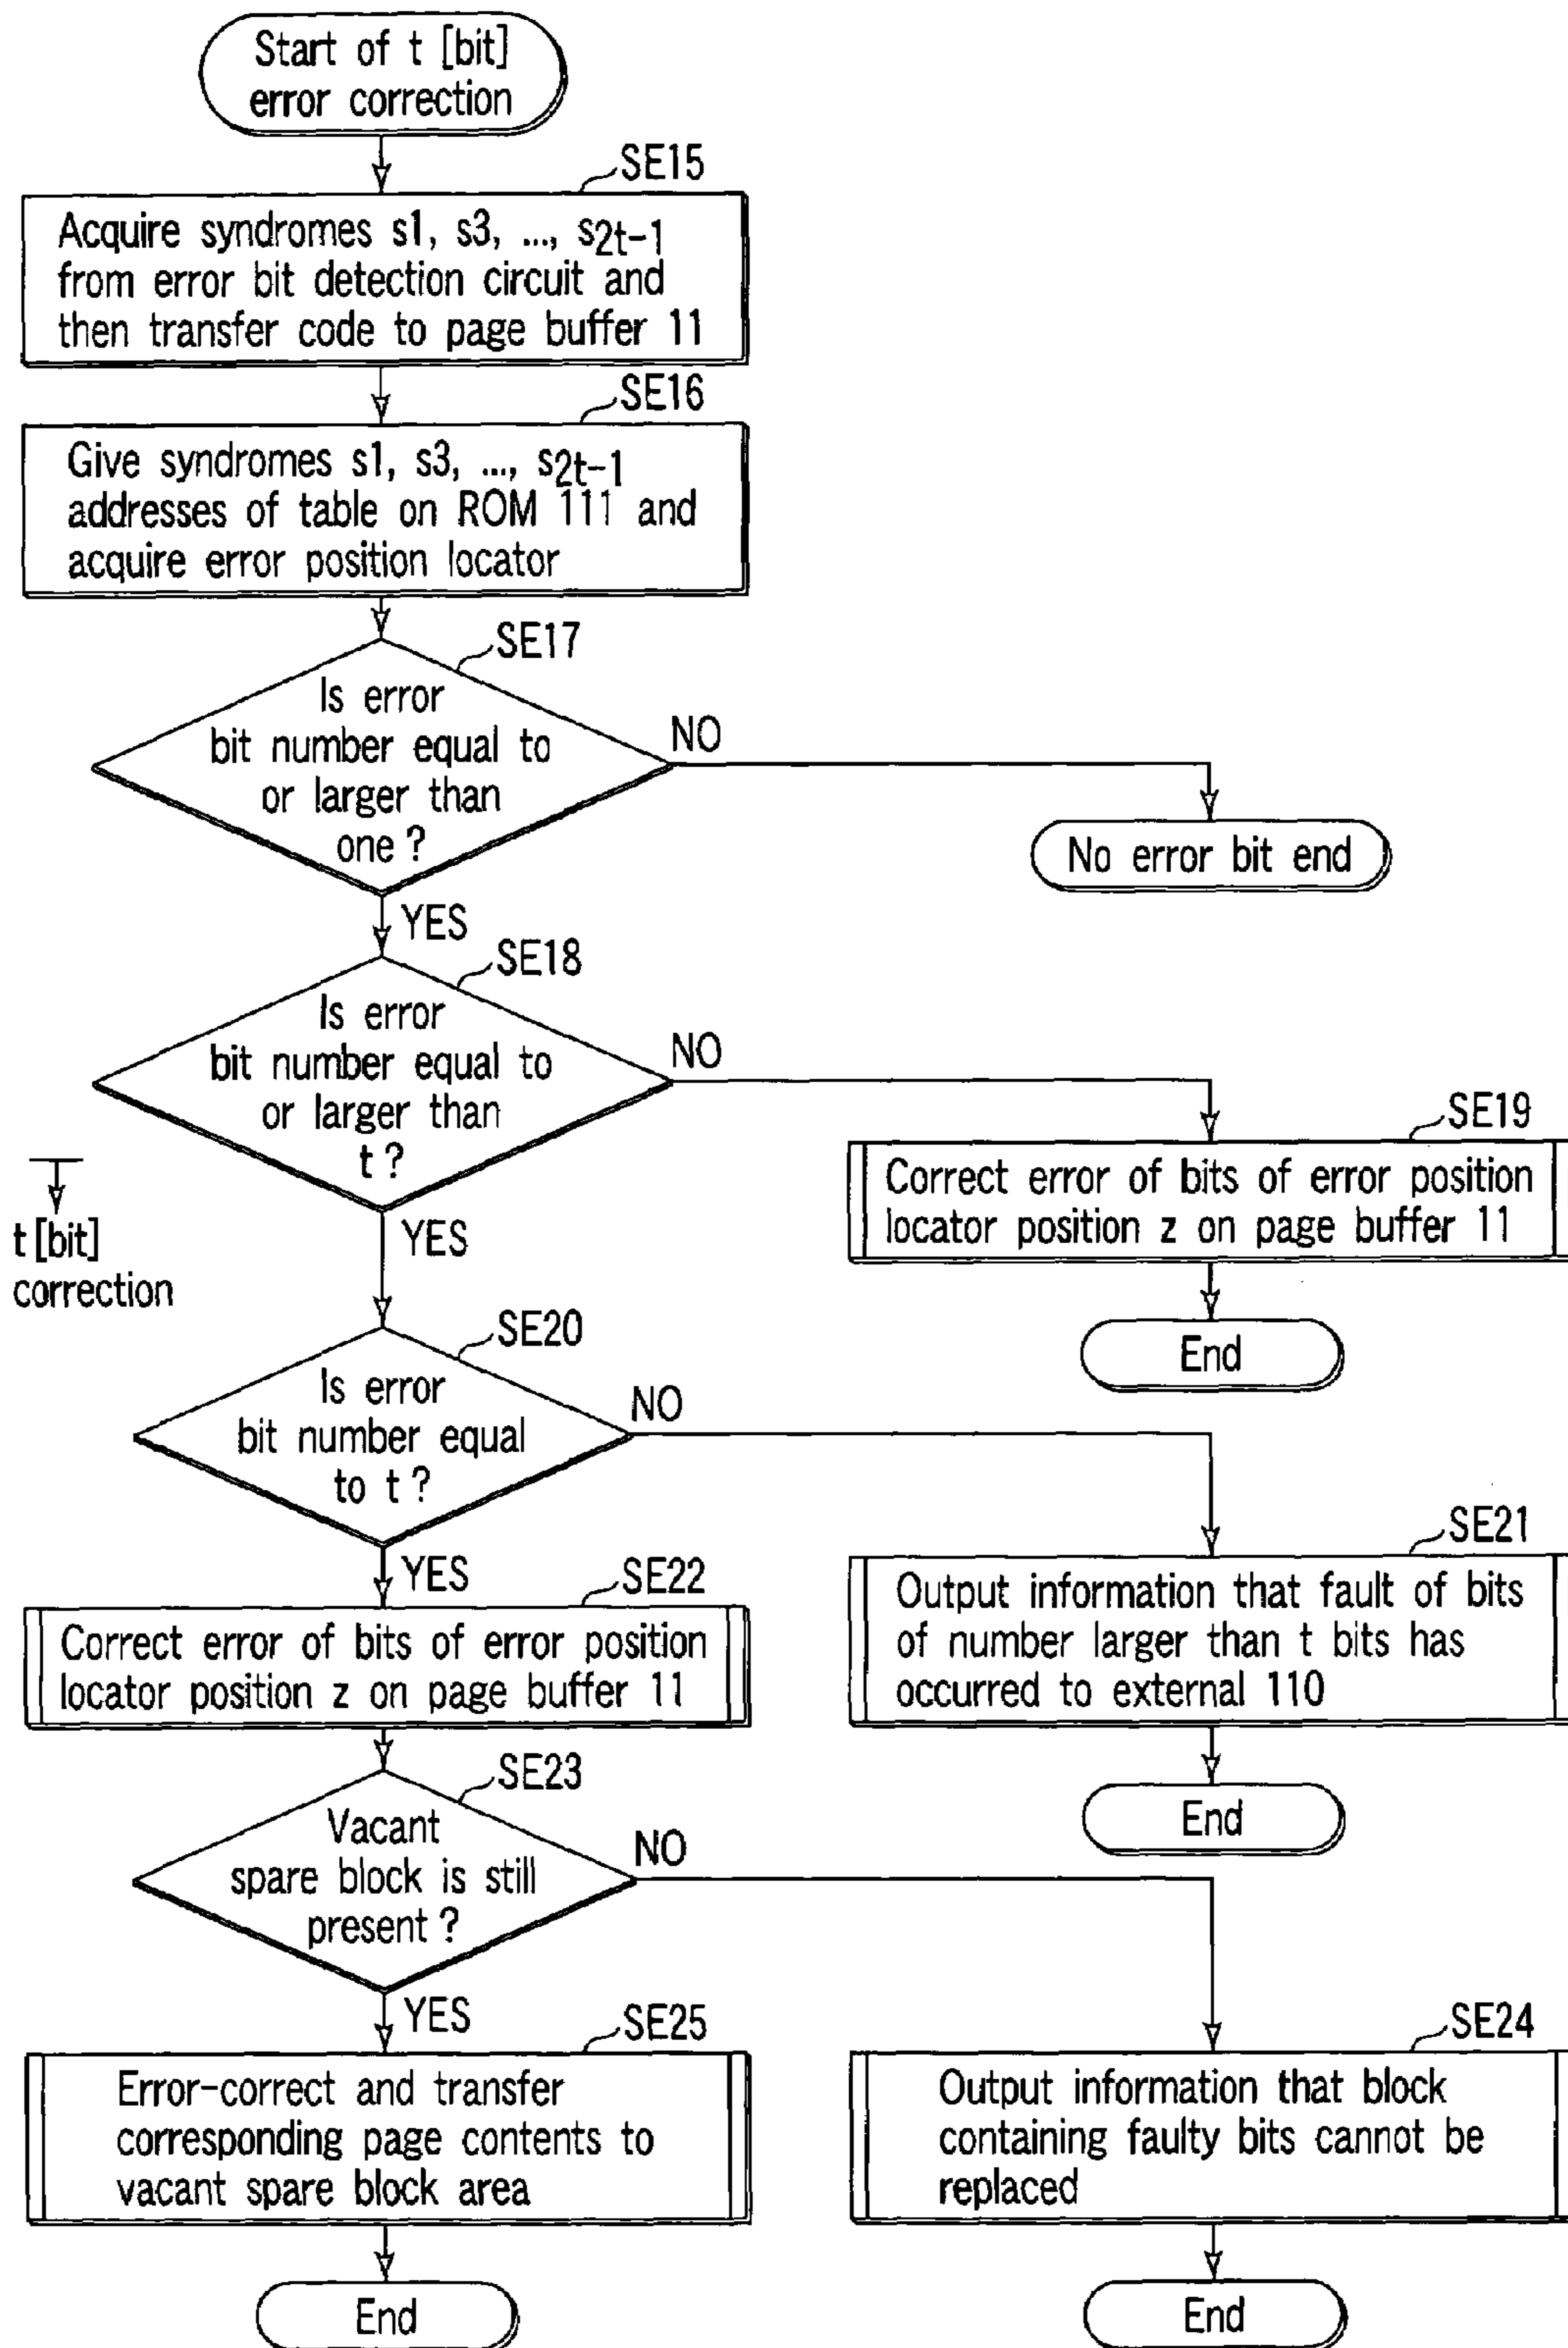 Start of t [bit]
error correction
SE15
Acquire syndromes s1, s3, ..., s2t-1
from error bit detection circuit and
then transfer code to page buffer 11
SE16
Give syndromes s1, s3, ..., s2t-1
addresses of table on ROM 111 and
acquire error position locator
SE17
Is error
bit number equal to
or larger than
one ?
NO
No error bit end
YES
SE18
Is error
bit number equal to
or larger than
t ?
NO
SE19
Correct error of bits of error position
locator position z on page buffer 11
End
t [bit]
correction
YES
SE20
Is error
bit number equal
to t ?
NO
SE21
Output information that fault of bits
of number larger than t bits has
occurred to external 110
End
YES
SE22
Correct error of bits of error position
locator position z on page buffer 11
SE23
Vacant
spare block is still
present ?
NO
SE24
Output information that block
containing faulty bits cannot be
replaced
End
YES
SE25
Error-correct and transfer
corresponding page contents to
vacant spare block area
End